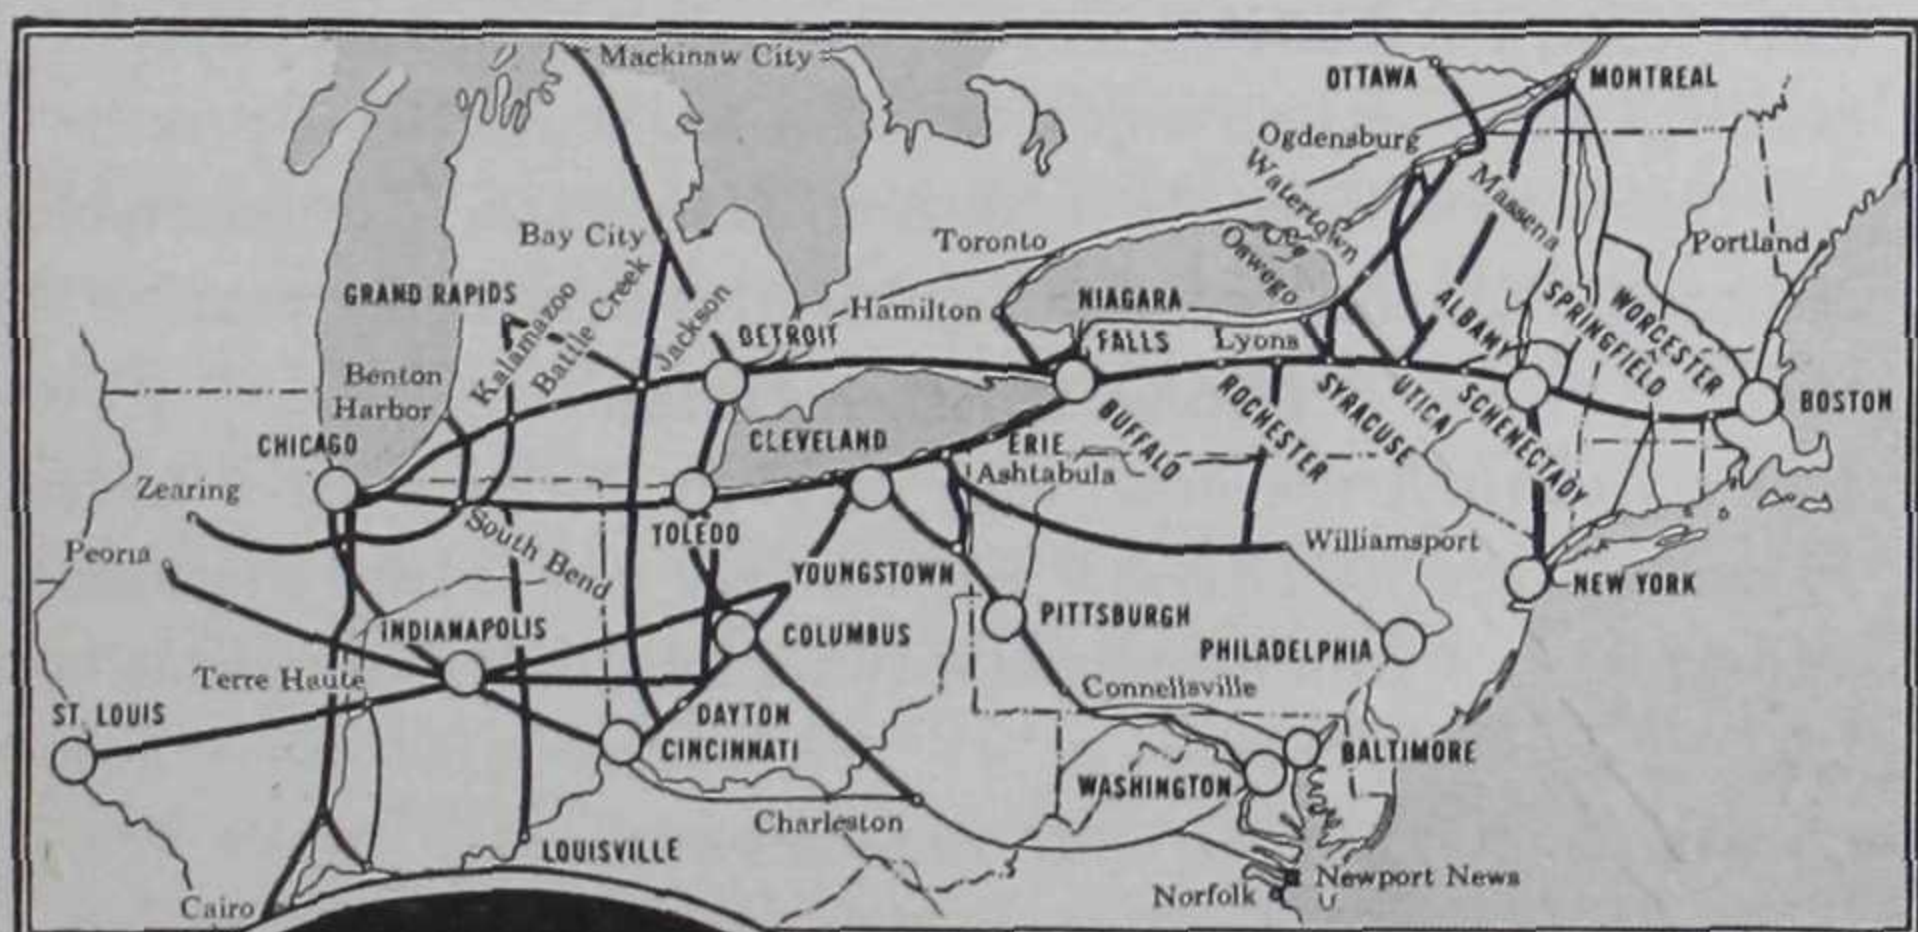 Mackinaw City
OTTAWA
MONTREAL
Ogdensburg
Watertown
Massena
Bay City
Toronto
Oswego
Portland
GRAND RAPIDS
Kalamazoo
Battle Creek
Jackson
DETROIT
Hamilton
NIAGARA
FALLS
Lyons
ALBANY
SPRINGFIELD
WORCESTER
Benton
Harbor
ROCHESTER
SYRACUSE
UTICA
SCHENECTADY
BOSTON
CHICAGO
CLEVELAND
ERIE
BUFFALO
Ashtabula
Zearing
South Bend
TOLEDO
Williamsport
Peoria
YOUNGSTOWN
NEW YORK
INDIANAPOLIS
COLUMBUS
PITTSBURGH
PHILADELPHIA
Terre Haute
Connellsville
ST. LOUIS
DAYTON
CINCINNATI
BALTIMORE
WASHINGTON
Charleston
LOUISVILLE
Newport News
Norfolk
Cairo